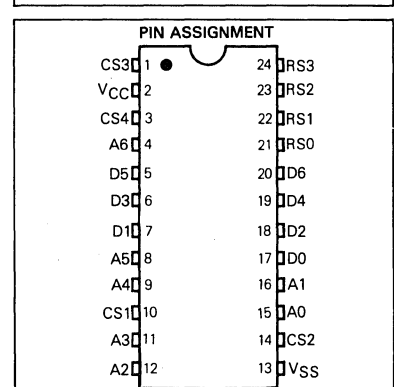 PIN ASSIGNMENT
CS3 1 24 RS3
VCC 2 23 RS2
CS4 3 22 RS1
A6 4 21 RS0
D5 5 20 D6
D3 6 19 D4
D1 7 18 D2
A5 8 17 D0
A4 9 16 A1
CS1 10 15 A0
A3 11 14 CS2
A2 12 13 VSS